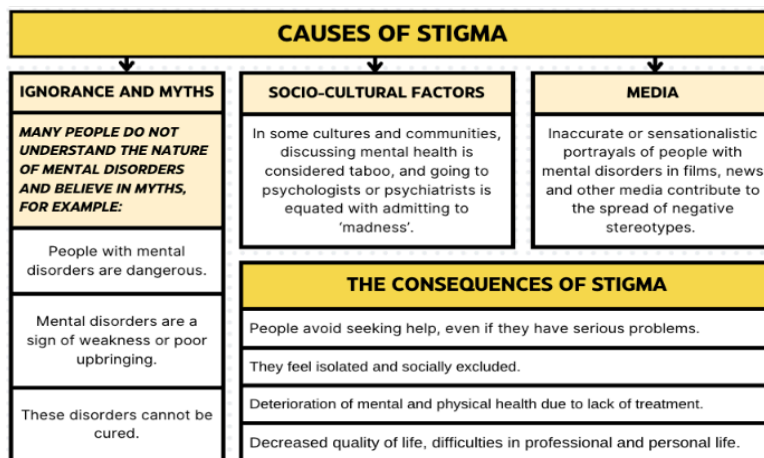 CAUSES OF STIGMA
IGNORANCE AND MYTHS
MANY PEOPLE DO NOT
UNDERSTAND THE NATURE
OF MENTAL DISORDERS
AND BELIEVE IN MYTHS,
FOR EXAMPLE:
People with mental
disorders are dangerous.
Mental disorders are a
sign of weakness or poor
upbringing.
These disorders cannot be
cured.
SOCIO-CULTURAL FACTORS
In some cultures and communities,
discussing mental health is
considered taboo, and going to
psychologists or psychiatrists is
equated with admitting to
‘madness’.
MEDIA
Inaccurate or sensationalistic
portrayals of people with
mental disorders in films, news
and other media contribute to
the spread of negative
stereotypes.
THE CONSEQUENCES OF STIGMA
People avoid seeking help, even if they have serious problems.
They feel isolated and socially excluded.
Deterioration of mental and physical health due to lack of treatment.
Decreased quality of life, difficulties in professional and personal life.